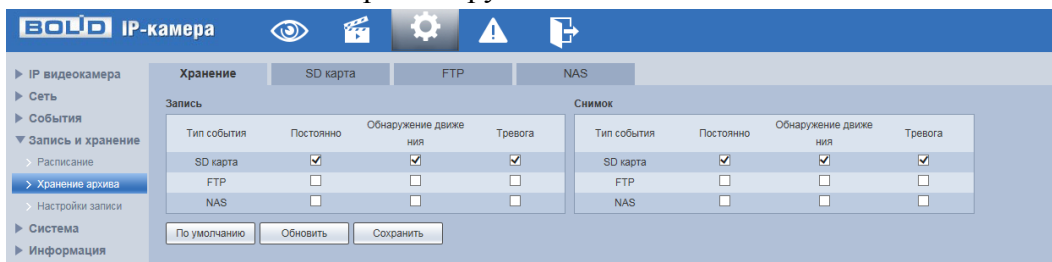 BOLID IP-камера
IP видеокамера
Сеть
События
Запись и хранение
Расписание
Хранение архива
Настройки записи
Система
Информация
Хранение SD карта FTP NAS
Запись
Тип события Постоянно Обнаружение движе
ния Тревога
SD карта
FTP
NAS
Снимок
Тип события Постоянно Обнаружение движе
ния Тревога
SD карта
FTP
NAS
По умолчанию Обновить Сохранить